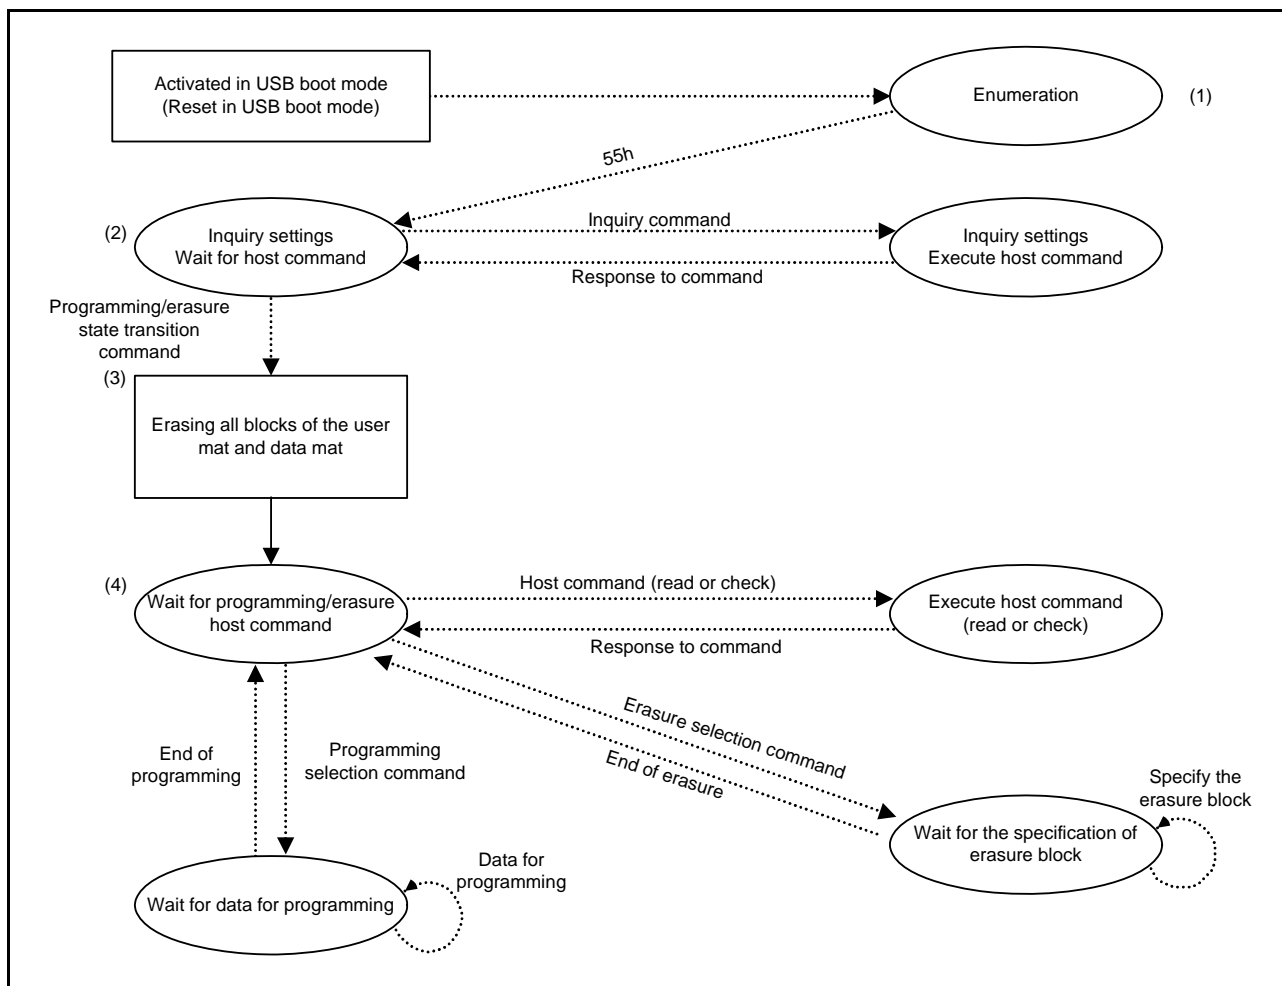 Activated in USB boot mode
(Reset in USB boot mode)
Enumeration
(1)
55h
(2)
Inquiry settings
Wait for host command
Inquiry command
Response to command
Inquiry settings
Execute host command
Programming/erasure
state transition
command
(3)
Erasing all blocks of the user
mat and data mat
(4)
Wait for programming/erasure
host command
Host command (read or check)
Response to command
Execute host command
(read or check)
Erasure selection command
End of erasure
End of
programming
Programming
selection command
Specify the
erasure block
Wait for the specification of
erasure block
Data for
programming
Wait for data for programming